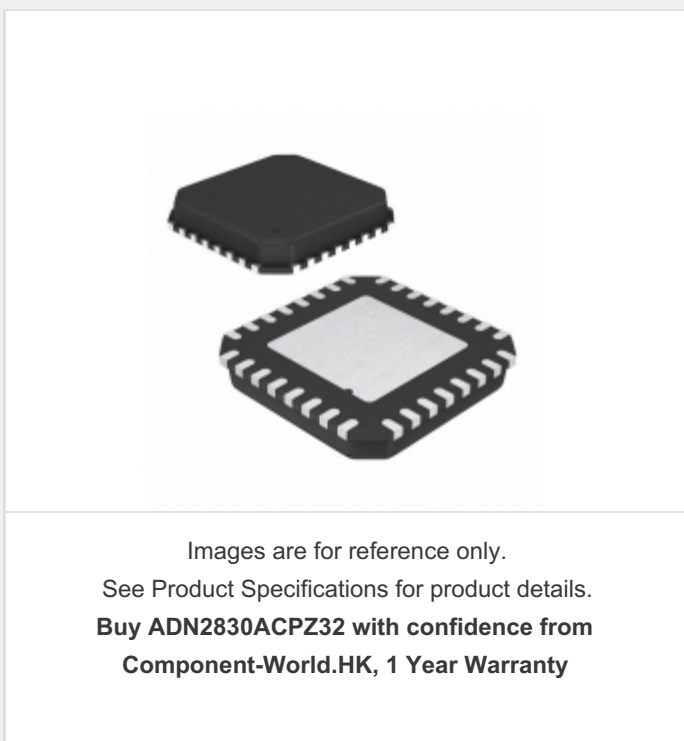 Images are for reference only.
See Product Specifications for product details.
Buy ADN2830ACPZ32 with confidence from
Component-World.HK, 1 Year Warranty